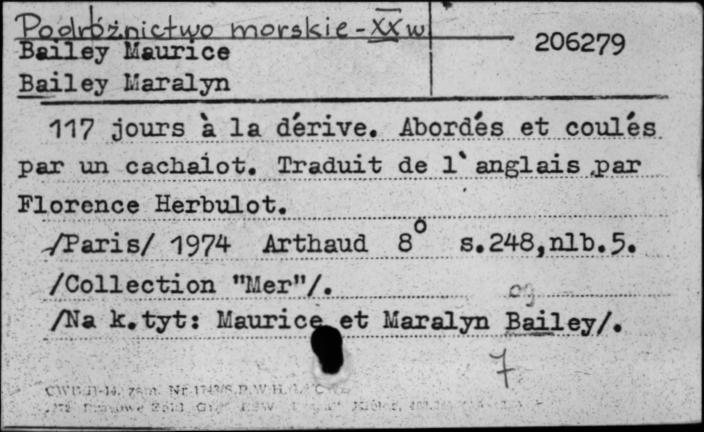 Podróżnictwo morskie - XX w
206279
Bailey Maurice
Bailey Maralyn
117 jours à la dérive. Abordés et coulés
par un cachalot. Traduit de l'anglais par
Florence Herbulot.
/Paris/ 1974 Arthaud 8° s.248,nlb.5.
/Collection "Mer"/.
/Na k.tyt: Maurice et Maralyn Bailey/.
7